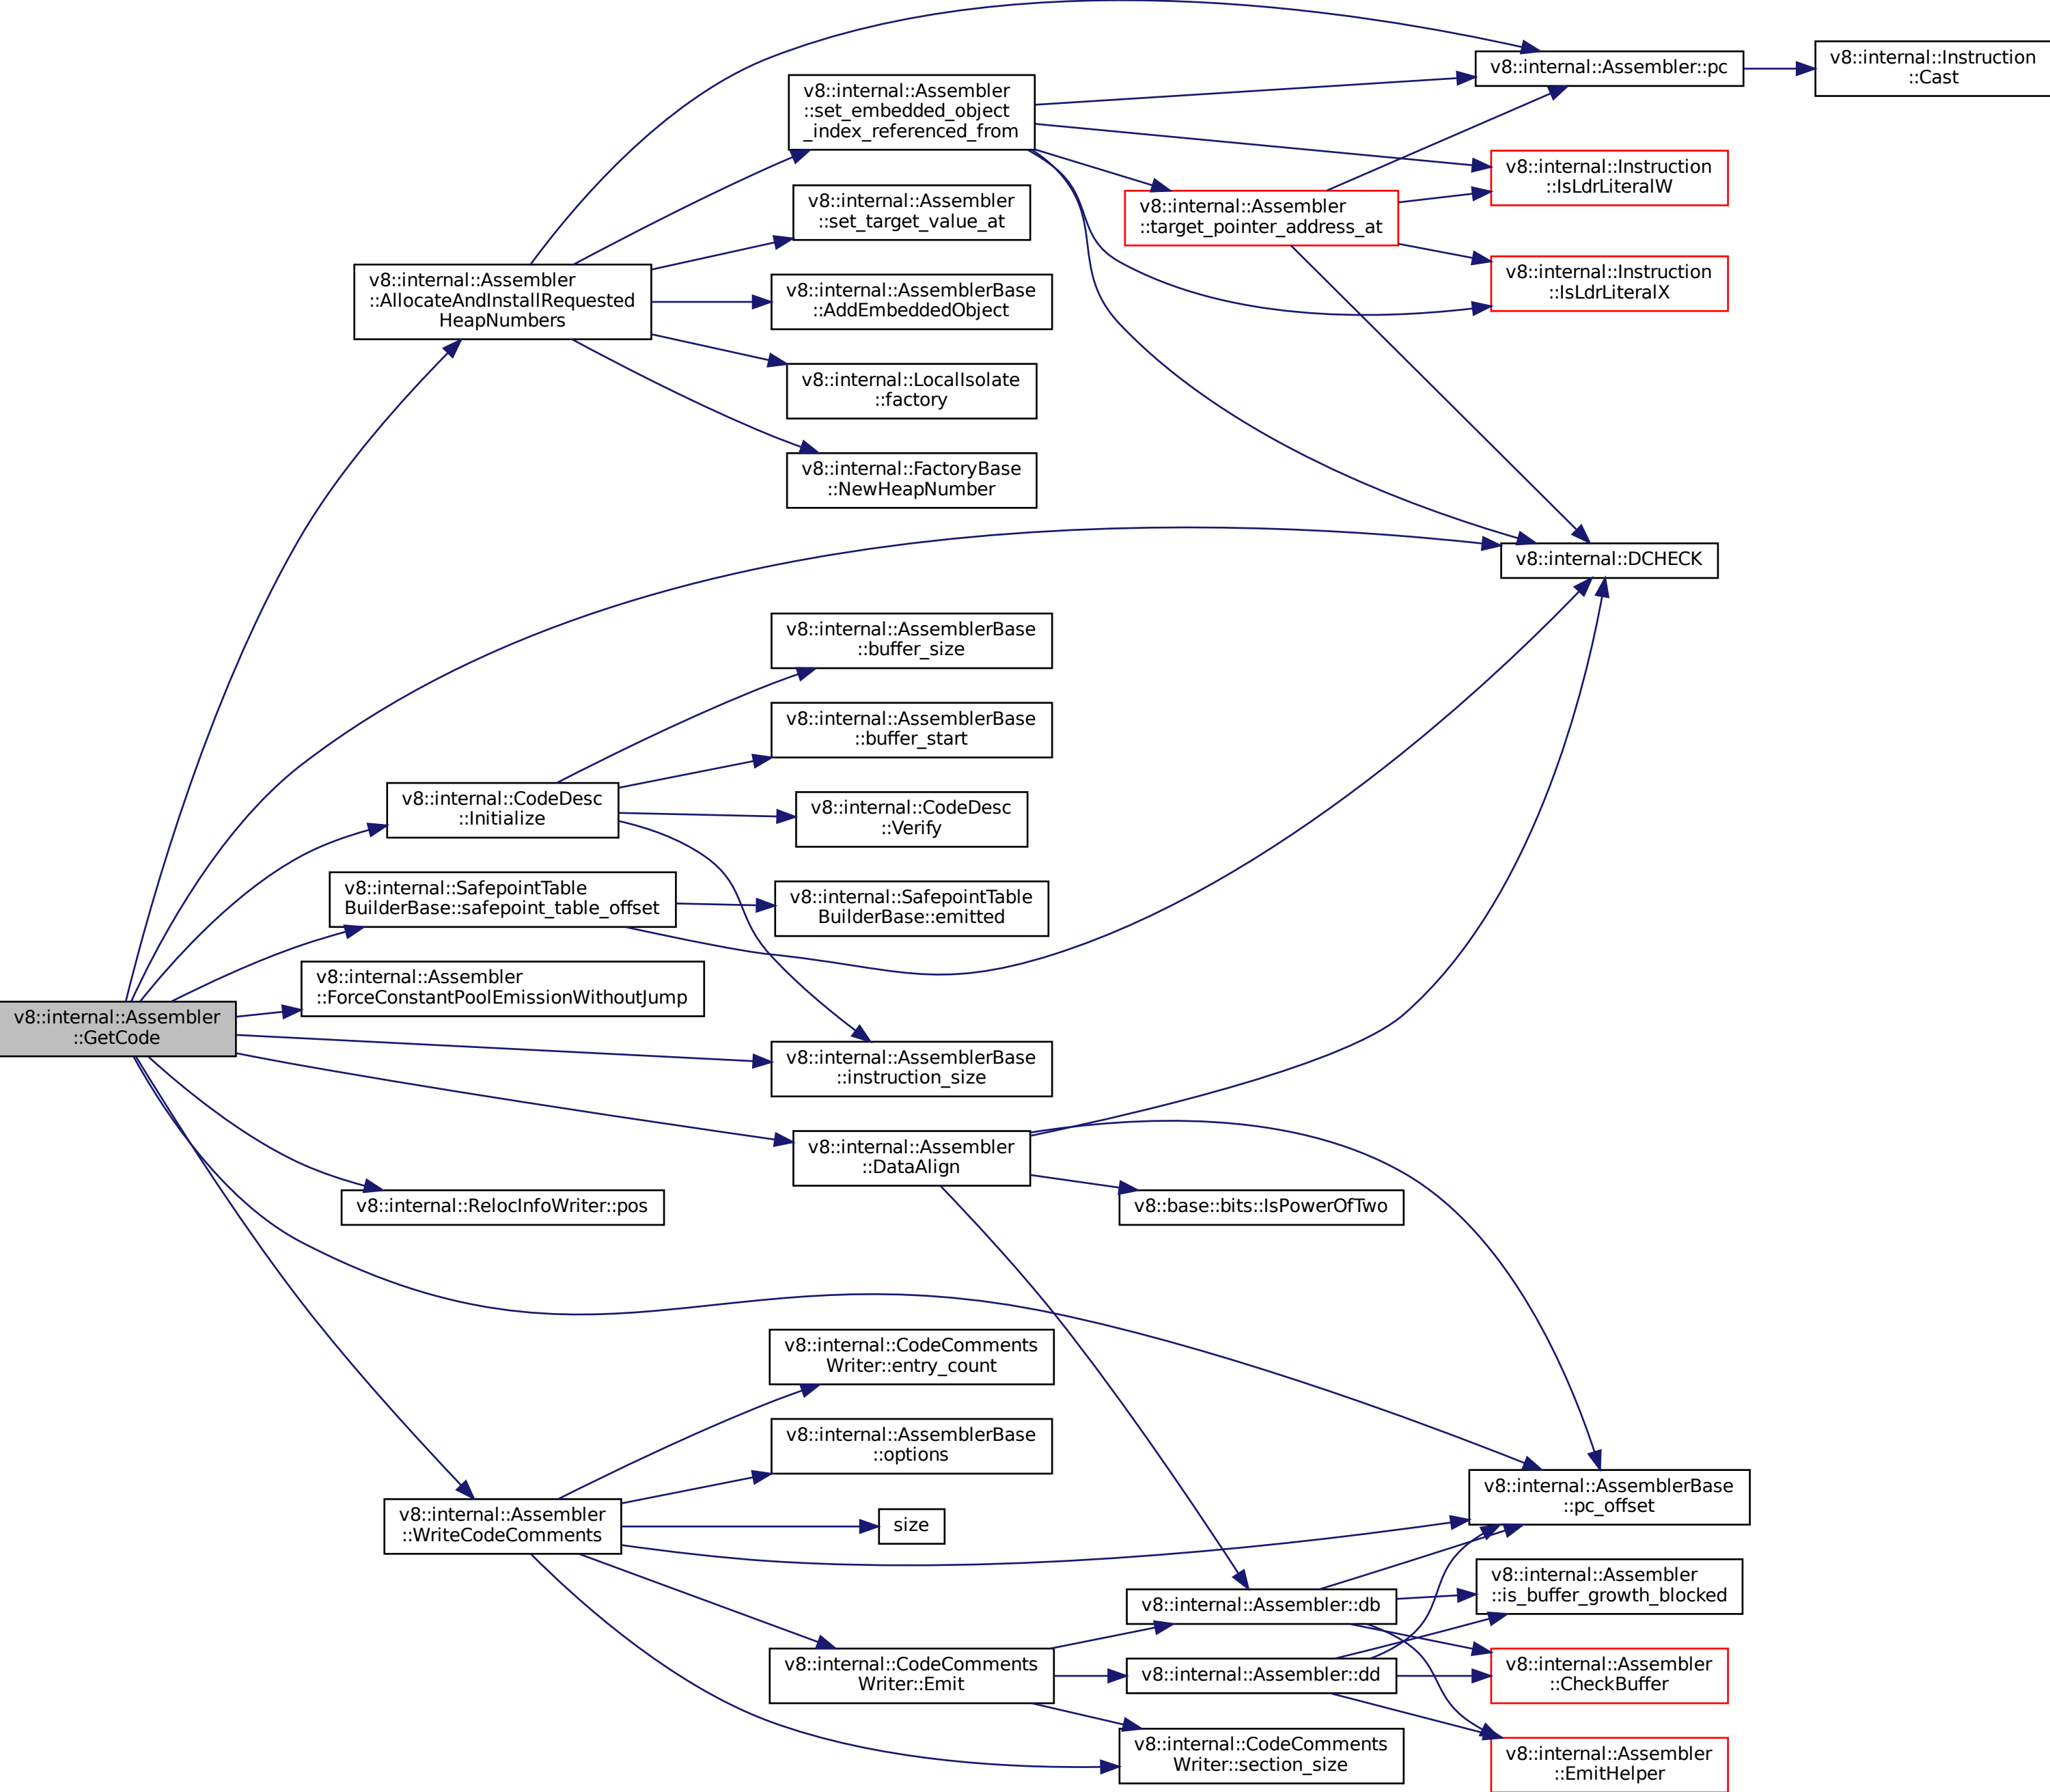 v8::internal::Assembler
::GetCode
v8::internal::Assembler
::AllocateAndInstallRequested
HeapNumbers
v8::internal::Assembler
::set_embedded_object
_index_referenced_from
v8::internal::Assembler::pc
v8::internal::Instruction
::Cast
v8::internal::Instruction
::IsLdrLiteralW
v8::internal::Assembler
::target_pointer_address_at
v8::internal::Instruction
::IsLdrLiteralX
v8::internal::Assembler
::set_target_value_at
v8::internal::AssemblerBase
::AddEmbeddedObject
v8::internal::LocalIsolate
::factory
v8::internal::FactoryBase
::NewHeapNumber
v8::internal::DCHECK
v8::internal::CodeDesc
::Initialize
v8::internal::AssemblerBase
::buffer_size
v8::internal::AssemblerBase
::buffer_start
v8::internal::CodeDesc
::Verify
v8::internal::SafepointTable
BuilderBase::safepoint_table_offset
v8::internal::SafepointTable
BuilderBase::emitted
v8::internal::Assembler
::ForceConstantPoolEmissionWithoutJump
v8::internal::AssemblerBase
::instruction_size
v8::internal::Assembler
::DataAlign
v8::internal::RelocInfoWriter::pos
v8::base::bits::IsPowerOfTwo
v8::internal::CodeComments
Writer::entry_count
v8::internal::AssemblerBase
::options
v8::internal::Assembler
::WriteCodeComments
size
v8::internal::AssemblerBase
::pc_offset
v8::internal::Assembler::db
v8::internal::Assembler
::is_buffer_growth_blocked
v8::internal::CodeComments
Writer::Emit
v8::internal::Assembler::dd
v8::internal::Assembler
::CheckBuffer
v8::internal::CodeComments
Writer::section_size
v8::internal::Assembler
::EmitHelper